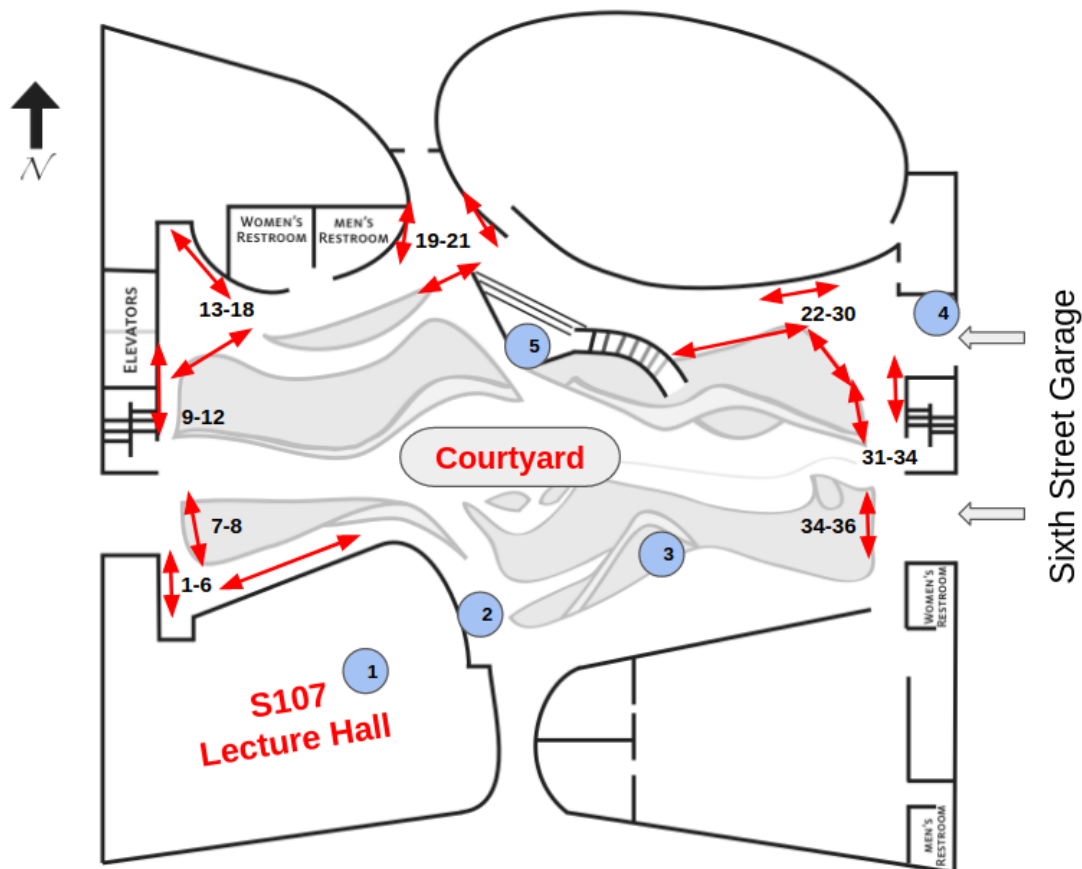 N
WOMEN'S
RESTROOM
MEN'S
RESTROOM
19-21
13-18
22-30
4
ELEVATORS
5
9-12
Courtyard
31-34
7-8
34-36
1-6
3
2
1
S107
Lecture Hall
WOMEN'S
RESTROOM
MEN'S
RESTROOM
Sixth Street Garage